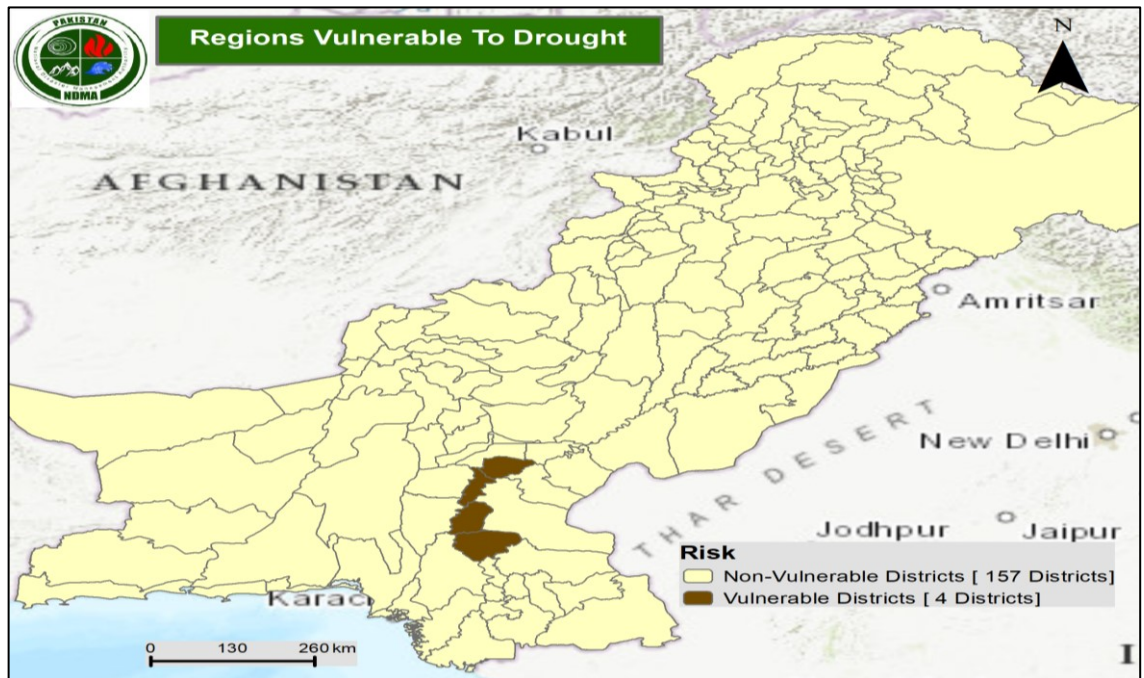 PAKISTAN
NDMA
Regions Vulnerable To Drought
N
Kabul
AFGHANISTAN
Amritsar
New Delhi
THAR DESERT
Jodhpur
Jaipur
Karac
Risk
Non-Vulnerable Districts [ 157 Districts]
Vulnerable Districts [ 4 Districts]
0 130 260 km
I